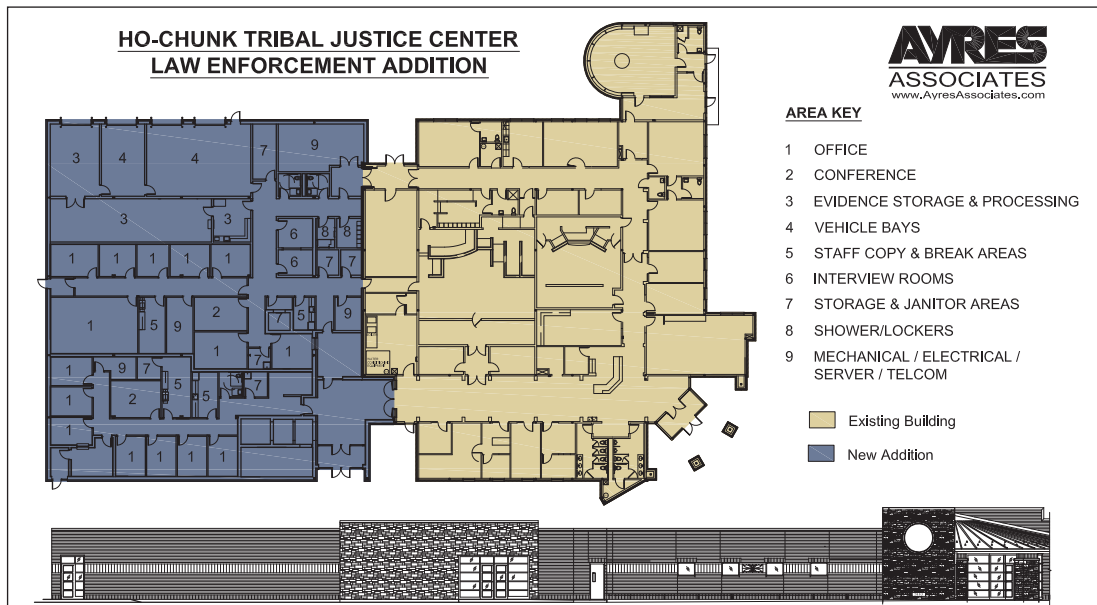 HO-CHUNK TRIBAL JUSTICE CENTER
LAW ENFORCEMENT ADDITION
AYRES
ASSOCIATES
www.AyresAssociates.com
AREA KEY
1 OFFICE
2 CONFERENCE
3 EVIDENCE STORAGE & PROCESSING
4 VEHICLE BAYS
5 STAFF COPY & BREAK AREAS
6 INTERVIEW ROOMS
7 STORAGE & JANITOR AREAS
8 SHOWER/LOCKERS
9 MECHANICAL / ELECTRICAL /
SERVER / TELCOM
Existing Building
New Addition
3 4 4 7 9
3 3 6 8 8
1 1 1 1 1 6 7 7
1 5 9 2 7 5 9
1 7 1
1 9 7 5 5 7
1 2
1
1 1 1 1